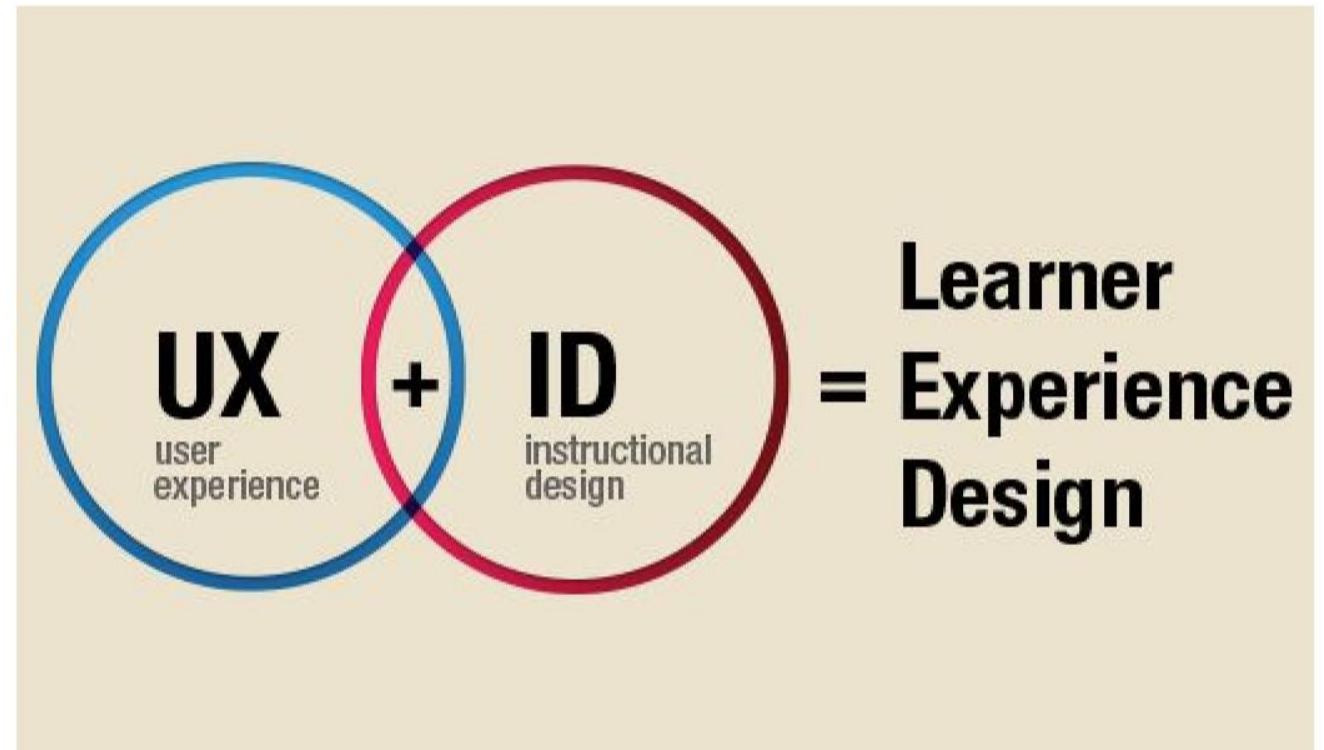 UX
user
experience
+
ID
instructional
design
=
Learner
Experience
Design